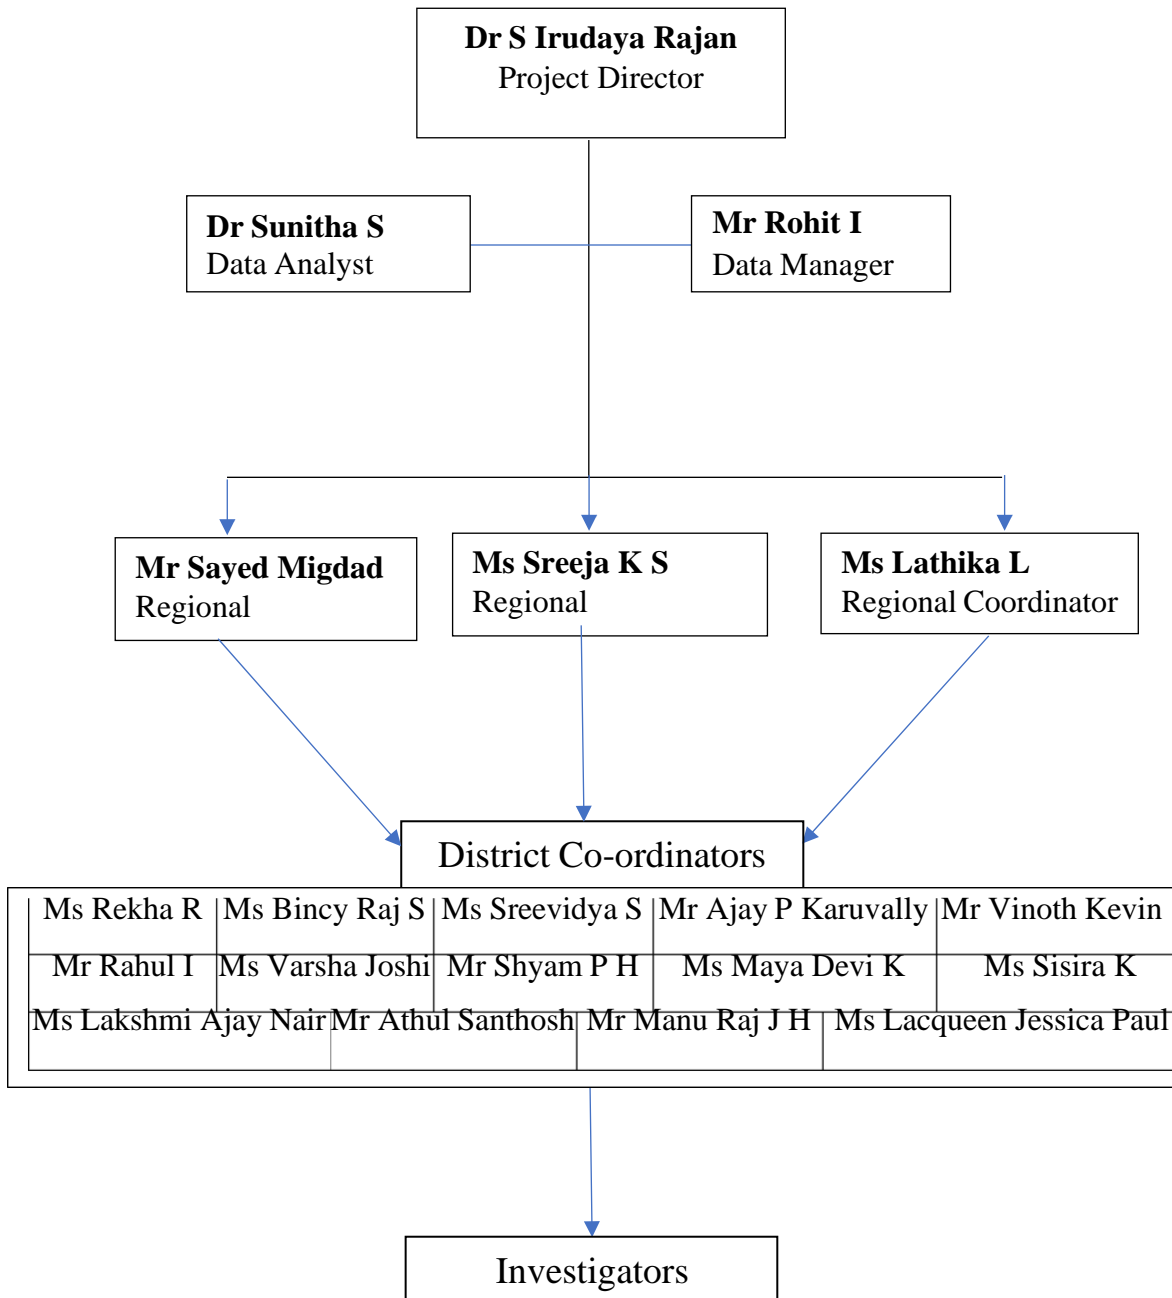 Dr S Irudaya Rajan
Project Director
Dr Sunitha S
Data Analyst
Mr Rohit I
Data Manager
Mr Sayed Migdad
Regional
Ms Sreeja K S
Regional
Ms Lathika L
Regional Coordinator
District Co-ordinators
Ms Rekha R Ms Bincy Raj S Ms Sreevidya S Mr Ajay P Karuvally Mr Vinoth Kevin
Mr Rahul I Ms Varsha Joshi Mr Shyam P H Ms Maya Devi K Ms Sisira K
Ms Lakshmi Ajay Nair Mr Athul Santhosh Mr Manu Raj J H Ms Lacqueen Jessica Paul
Investigators